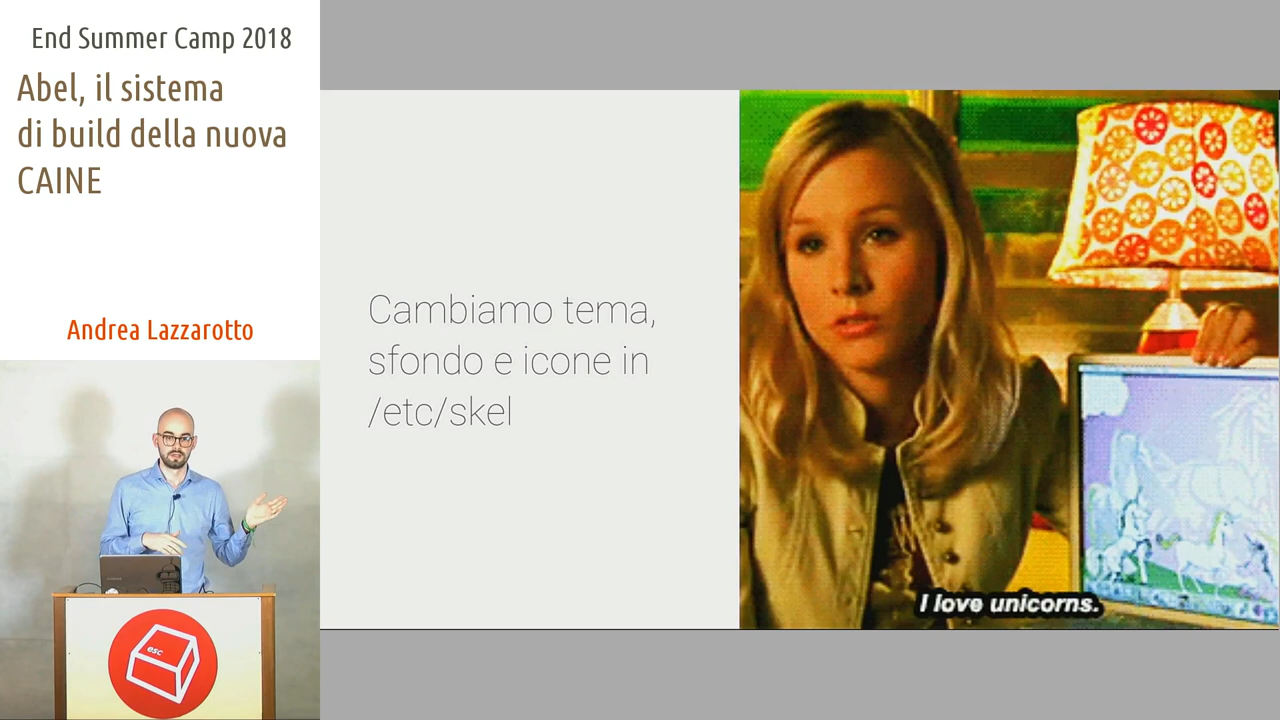 End Summer Camp 2018
Abel, il sistema
di build della nuova
CAINE
Andrea Lazzarotto
esc
Cambiamo tema,
sfondo e icone in
/etc/skel
I love unicorns.